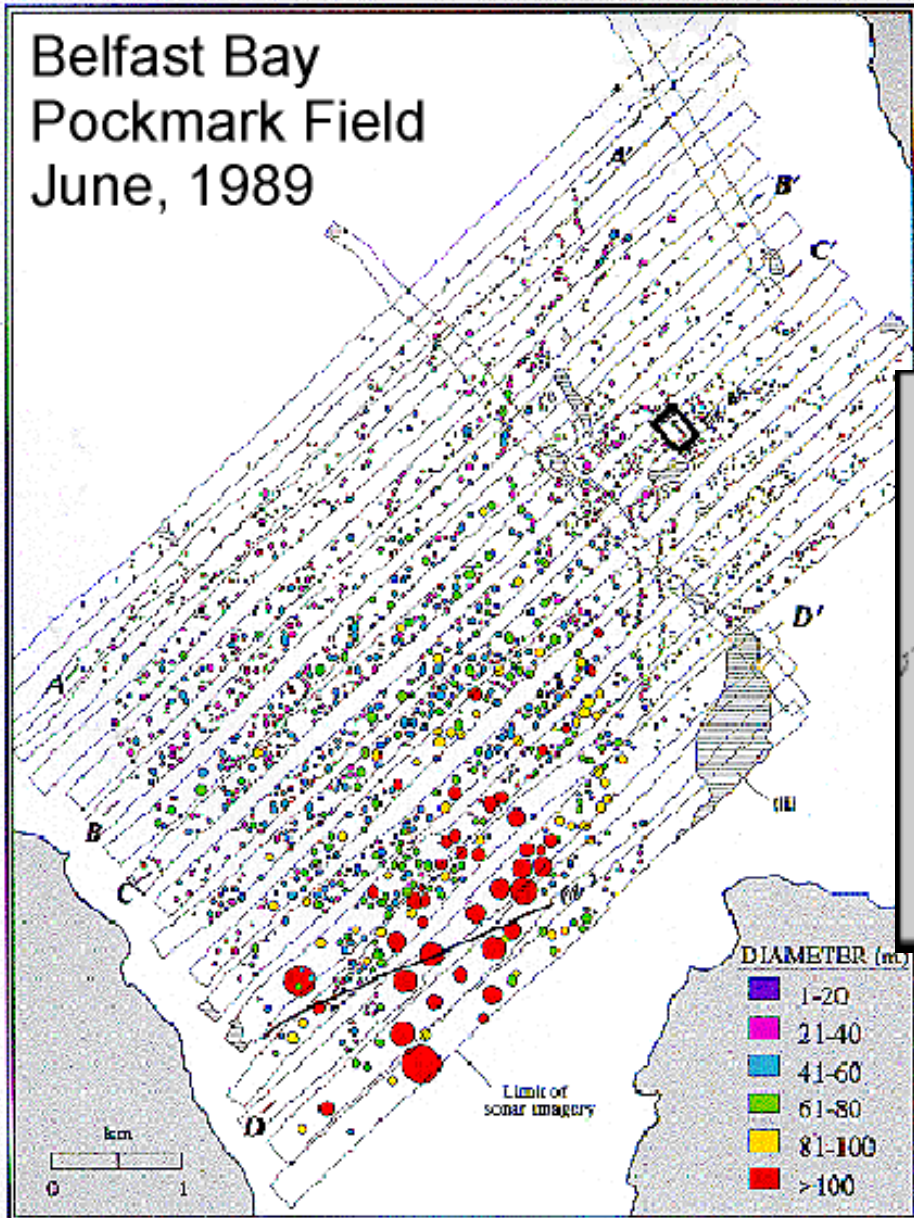 Belfast Bay
Pockmark Field
June, 1989
A'
B'
C'
D'
A
B
C
D
Limit of
sonar imagery
km
0 1
DIAMETER (m)
1-20
21-40
41-60
61-80
81-100
>100